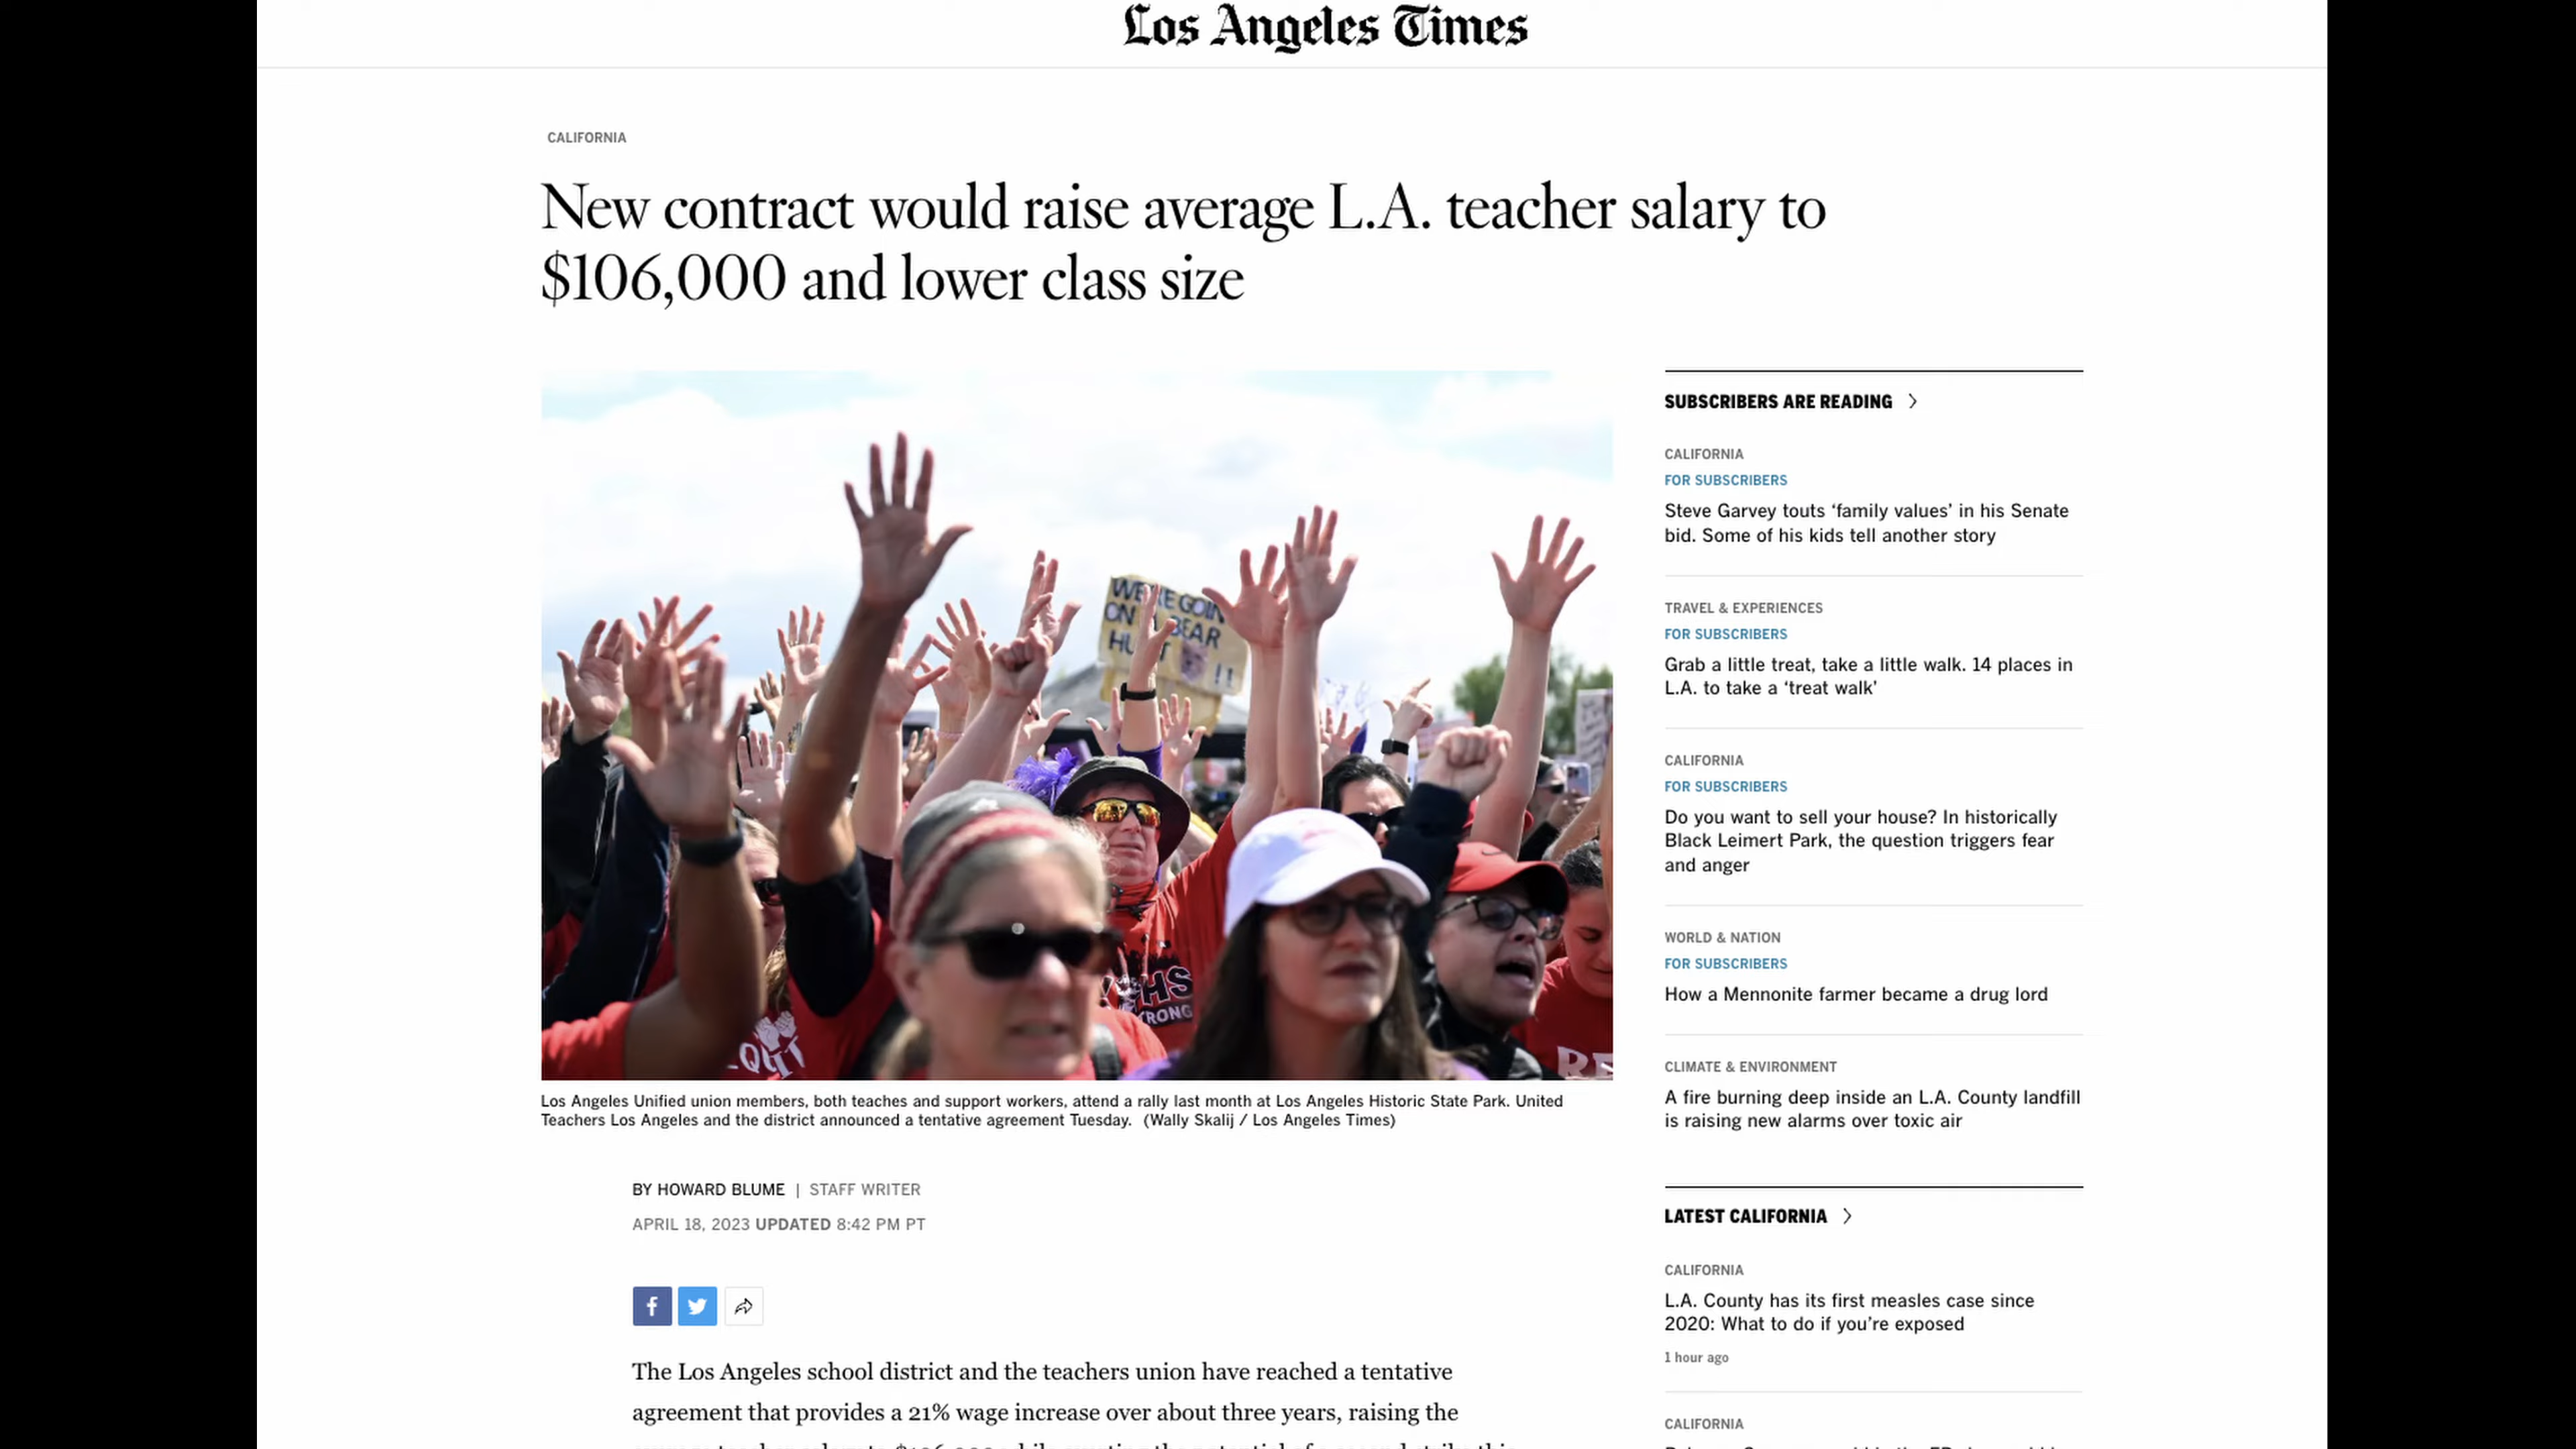 Los Angeles Times
CALIFORNIA
New contract would raise average L.A. teacher salary to
$106,000 and lower class size
WE'RE GOIN
ON A BEAR
HUNT
!!
HS
TRONG
Los Angeles Unified union members, both teaches and support workers, attend a rally last month at Los Angeles Historic State Park. United
Teachers Los Angeles and the district announced a tentative agreement Tuesday. (Wally Skalij / Los Angeles Times)
BY HOWARD BLUME | STAFF WRITER
APRIL 18, 2023 UPDATED 8:42 PM PT
The Los Angeles school district and the teachers union have reached a tentative
agreement that provides a 21% wage increase over about three years, raising the
SUBSCRIBERS ARE READING
CALIFORNIA
FOR SUBSCRIBERS
Steve Garvey touts ‘family values’ in his Senate
bid. Some of his kids tell another story
TRAVEL & EXPERIENCES
FOR SUBSCRIBERS
Grab a little treat, take a little walk. 14 places in
L.A. to take a ‘treat walk’
CALIFORNIA
FOR SUBSCRIBERS
Do you want to sell your house? In historically
Black Leimert Park, the question triggers fear
and anger
WORLD & NATION
FOR SUBSCRIBERS
How a Mennonite farmer became a drug lord
CLIMATE & ENVIRONMENT
A fire burning deep inside an L.A. County landfill
is raising new alarms over toxic air
LATEST CALIFORNIA
CALIFORNIA
L.A. County has its first measles case since
2020: What to do if you’re exposed
1 hour ago
CALIFORNIA